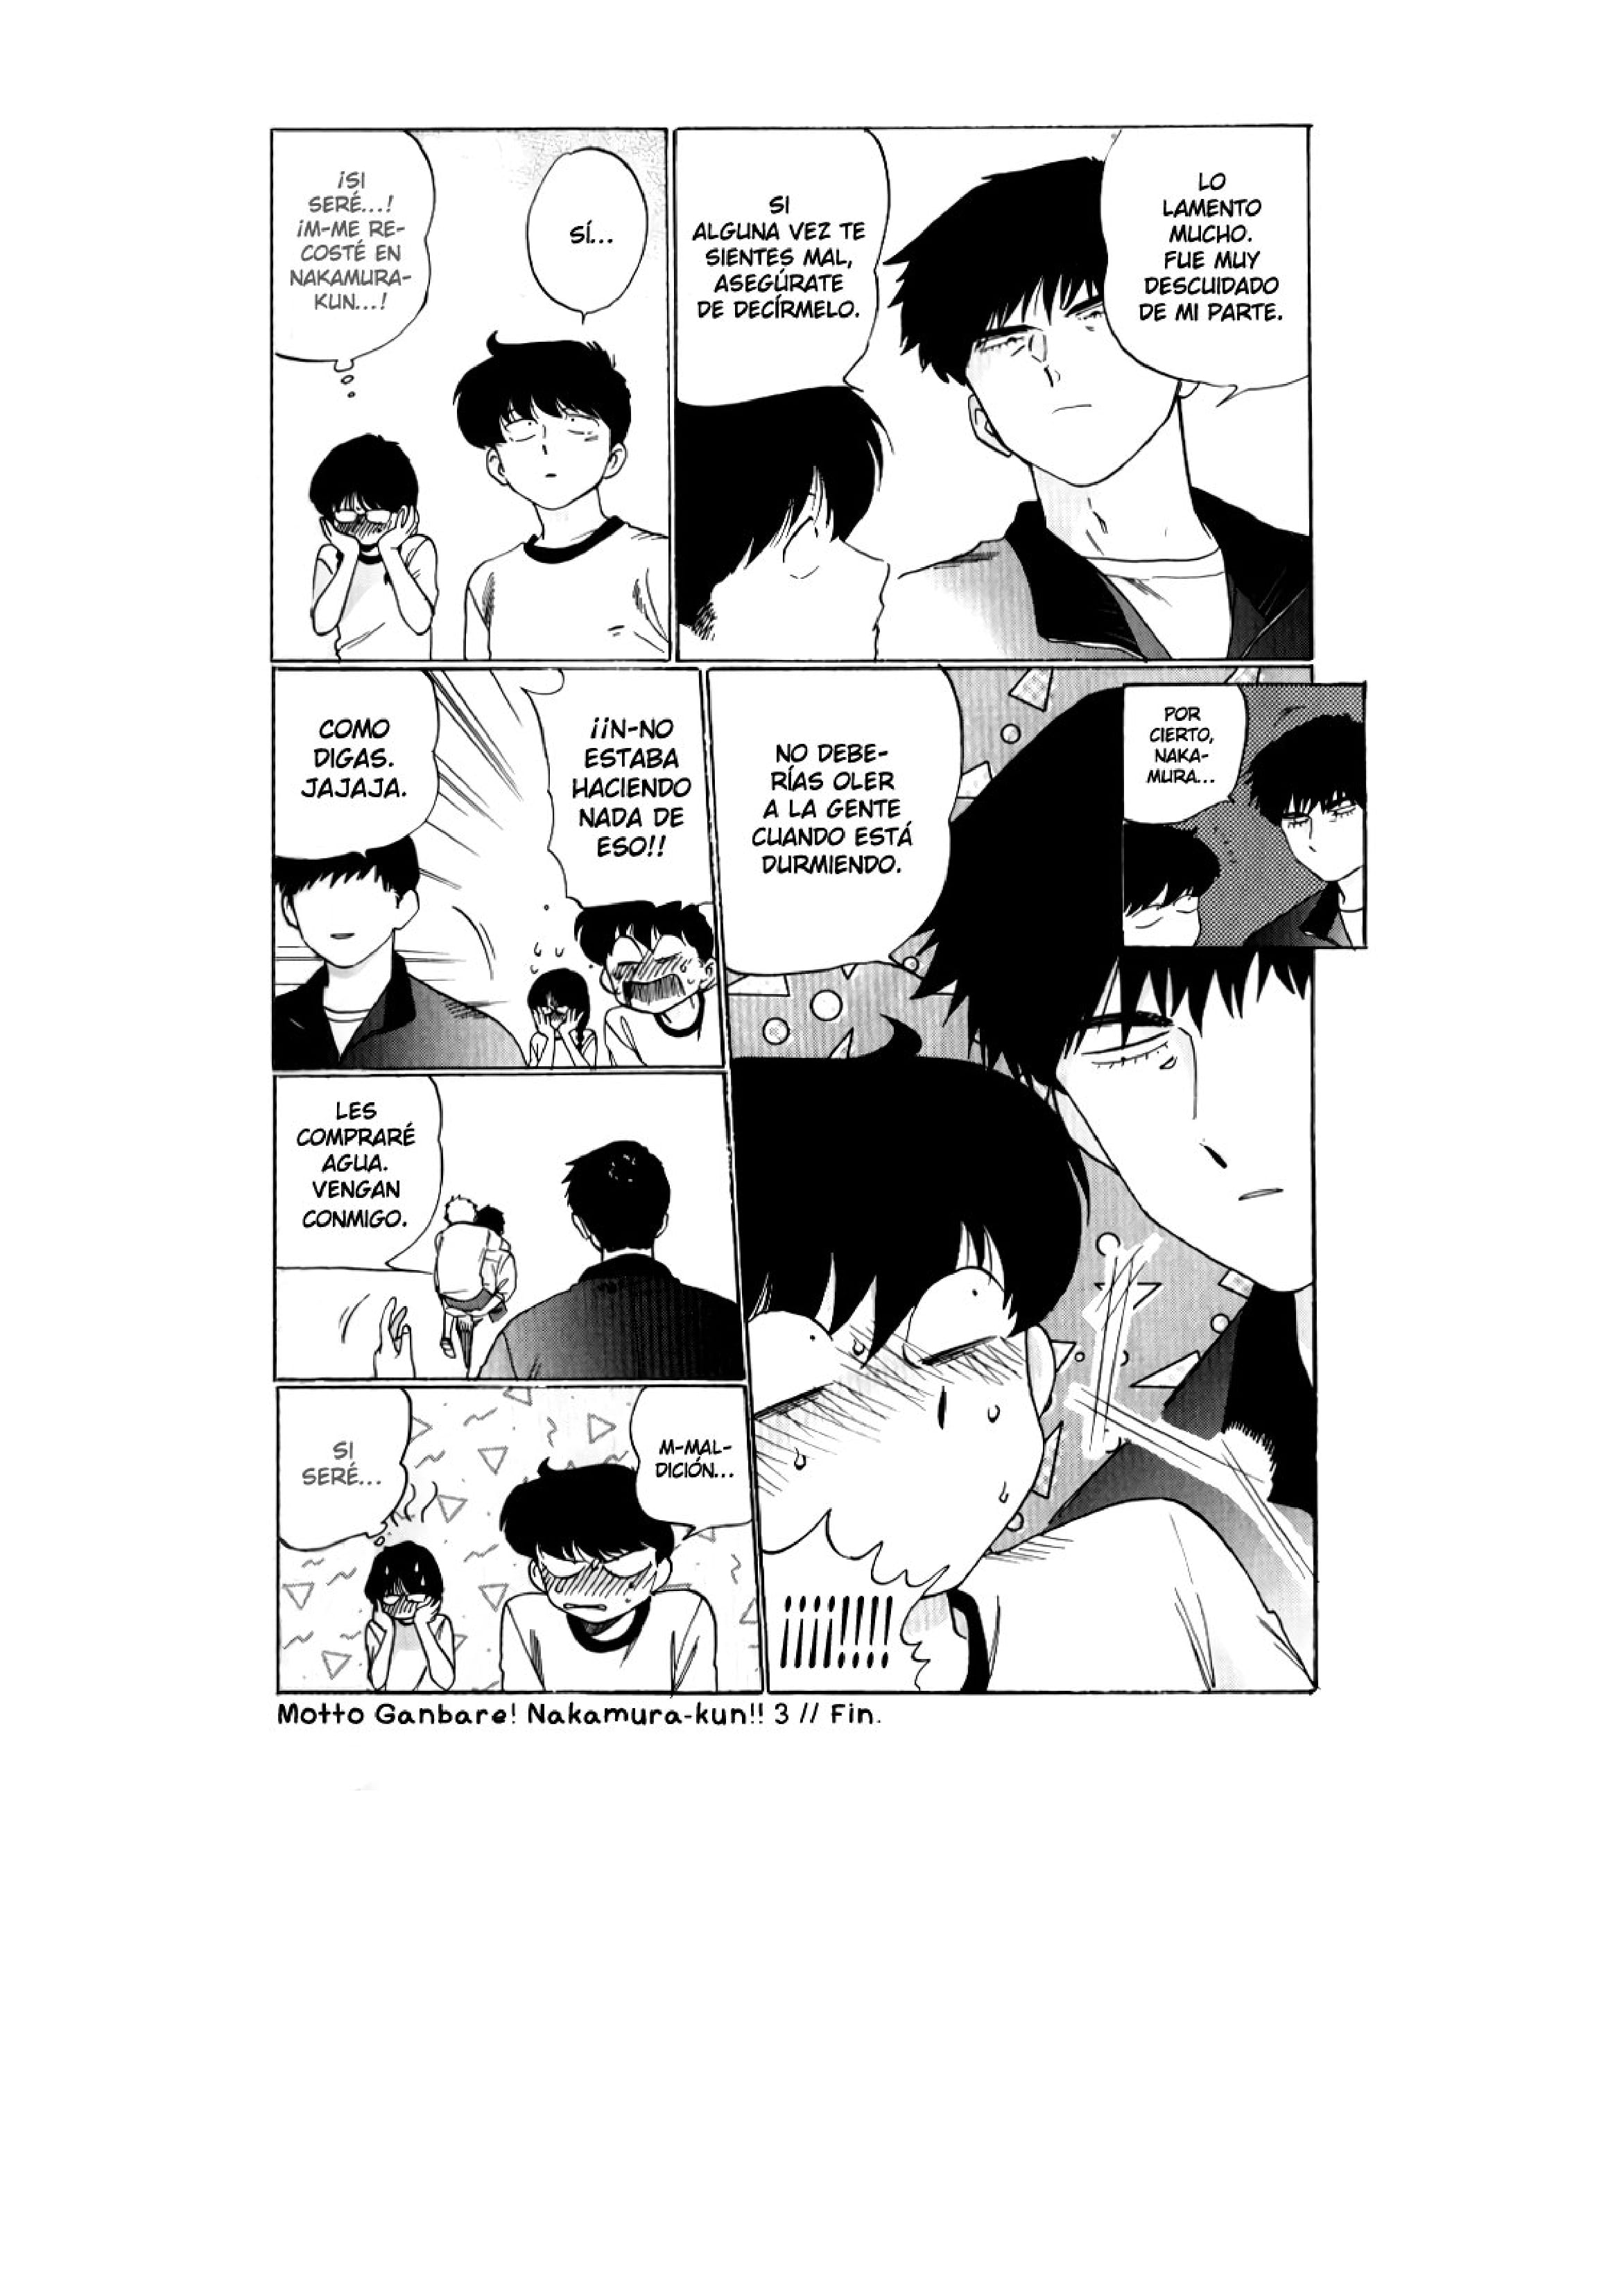 LO
LAMENTO
MUCHO.
FUE MUY
DESCUIDADO
DE MI PARTE.
SI
ALGUNA VEZ TE
SIENTES MAL,
ASEGÚRATE
DE DECÍRMELO.
SÍ...
¡SI
SERÉ...!
¡M-ME RE-
COSTÉ EN
NAKAMURA-
KUN...!
POR
CIERTO,
NAKA-
MURA...
NO DEBE-
RÍAS OLER
A LA GENTE
CUANDO ESTÁ
DURMIENDO.
¡¡¡¡!!!!
¡¡N-NO
ESTABA
HACIENDO
NADA DE
ESO!!
COMO
DIGAS.
JAJAJA.
LES
COMPRARÉ
AGUA.
VENGAN
CONMIGO.
M-MAL-
DICIÓN...
SI
SERÉ...
Motto Ganbare! Nakamura-kun!! 3 // Fin.